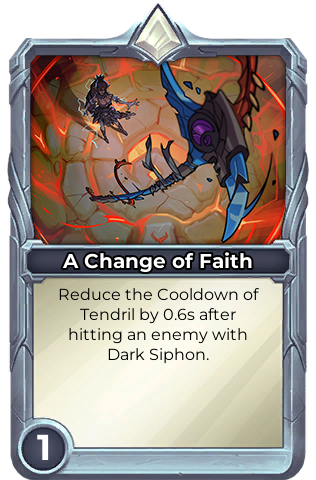 A Change of Faith
Reduce the Cooldown of
Tendril by 0.6s after
hitting an enemy with
Dark Siphon.
1